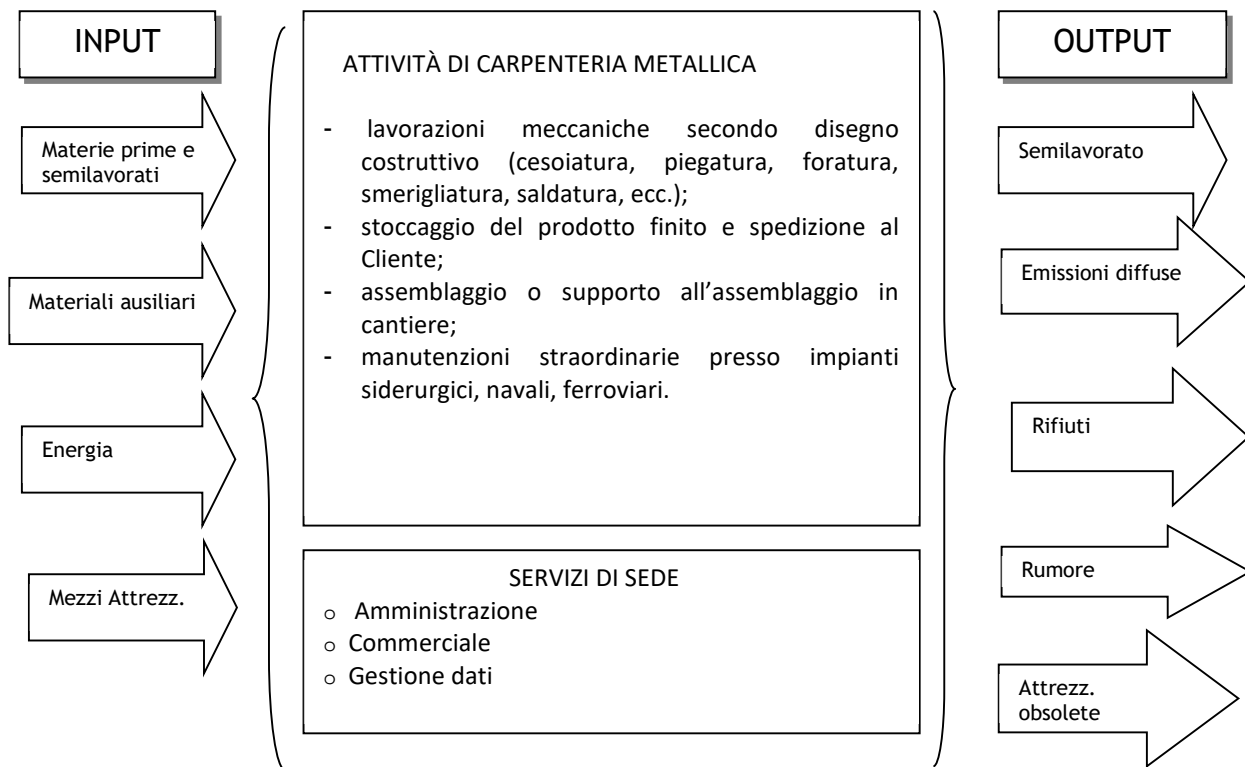 INPUT
Materie prime e
semilavorati
Materiali ausiliari
Energia
Mezzi Attrezz.
ATTIVITÀ DI CARPENTERIA METALLICA
- lavorazioni meccaniche secondo disegno
costruttivo (cesoiatura, piegatura, foratura,
smerigliatura, saldatura, ecc.);
- stoccaggio del prodotto finito e spedizione al
Cliente;
- assemblaggio o supporto all’assemblaggio in
cantiere;
- manutenzioni straordinarie presso impianti
siderurgici, navali, ferroviari.
SERVIZI DI SEDE
o Amministrazione
o Commerciale
o Gestione dati
OUTPUT
Semilavorato
Emissioni diffuse
Rifiuti
Rumore
Attrezz.
obsolete